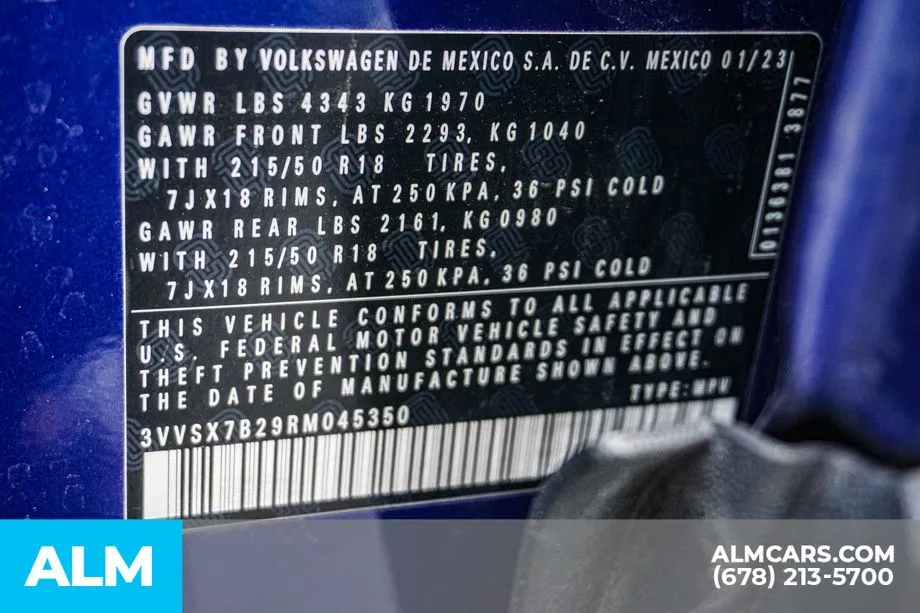 MFD BY VOLKSWAGEN DE MEXICO S.A. DE C.V. MEXICO 01/23
GVWR LBS 4343 KG 1970
GAWR FRONT LBS 2293, KG 1040
WITH 215/50 R18 TIRES,
7JX18 RIMS, AT 250 KPA, 36 PSI COLD
GAWR REAR LBS 2161, KG0980
WITH 215/50 R18 TIRES,
7JX18 RIMS, AT 250 KPA, 36 PSI COLD
0136381 3877
THIS VEHICLE CONFORMS TO ALL APPLICABLE
U.S. FEDERAL MOTOR VEHICLE SAFETY AND
THEFT PREVENTION STANDARDS IN EFFECT ON
THE DATE OF MANUFACTURE SHOWN ABOVE.
TYPE: MPV
3VVSX7B29RM045350
ALM
ALMCARS.COM
(678) 213-5700